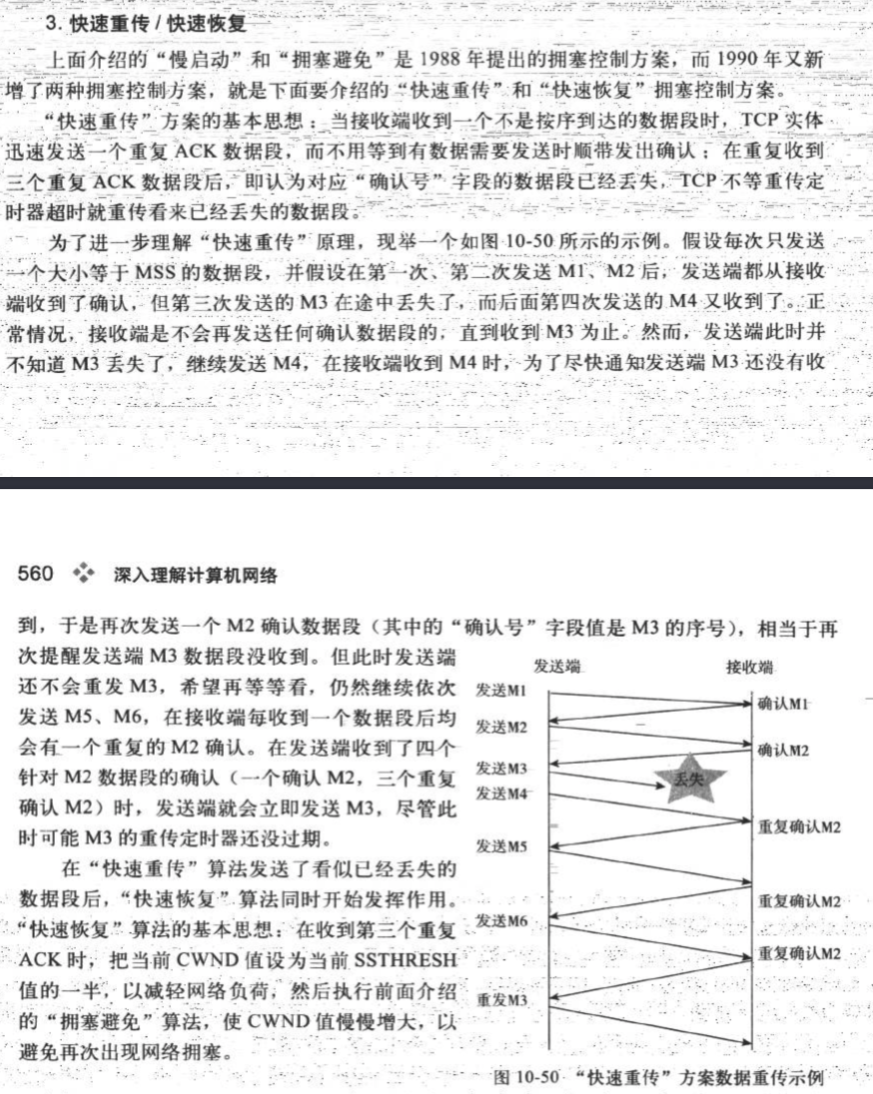 3. 快速重传 / 快速恢复
上面介绍的“慢启动”和“拥塞避免”是 1988 年提出的拥塞控制方案，而 1990 年又新
增了两种拥塞控制方案，就是下面要介绍的“快速重传”和“快速恢复”拥塞控制方案。
“快速重传”方案的基本思想：当接收端收到一个不是按序到达的数据段时，TCP 实体
迅速发送一个重复 ACK 数据段，而不用等到有数据需要发送时顺带发出确认；在重复收到
三个重复 ACK 数据段后，即认为对应“确认号”字段的数据段已经丢失，TCP 不等重传定
时器超时就重传看来已经丢失的数据段。
为了进一步理解“快速重传”原理，现举一个如图 10-50 所示的示例。假设每次只发送
一个大小等于 MSS 的数据段，并假设在第一次、第二次发送 M1、M2 后，发送端都从接收
端收到了确认，但第三次发送的 M3 在途中丢失了，而后面第四次发送的 M4 又收到了。正
常情况，接收端是不会再发送任何确认数据段的，直到收到 M3 为止。然而，发送端此时并
不知道 M3 丢失了，继续发送 M4，在接收端收到 M4 时，为了尽快通知发送端 M3 还没有收
560 深入理解计算机网络
到，于是再次发送一个 M2 确认数据段（其中的“确认号”字段值是 M3 的序号），相当于再
次提醒发送端 M3 数据段没收到。但此时发送端
还不会重发 M3，希望再等等看，仍然继续依次
发送 M5、M6，在接收端每收到一个数据段后均
会有一个重复的 M2 确认。在发送端收到了四个
针对 M2 数据段的确认（一个确认 M2，三个重复
确认 M2）时，发送端就会立即发送 M3，尽管此
时可能 M3 的重传定时器还没过期。
在“快速重传”算法发送了看似已经丢失的
数据段后，“快速恢复”算法同时开始发挥作用。
“快速恢复”算法的基本思想：在收到第三个重复
ACK 时，把当前 CWND 值设为当前 SSTHRESH
值的一半，以减轻网络负荷，然后执行前面介绍
的“拥塞避免”算法，使 CWND 值慢慢增大，以
避免再次出现网络拥塞。
发送端 接收端
发送M1
确认M1
发送M2
确认M2
发送M3
丢失
发送M4
重复确认M2
发送M5
重复确认M2
发送M6
重复确认M2
重发M3
图 10-50 “快速重传”方案数据重传示例